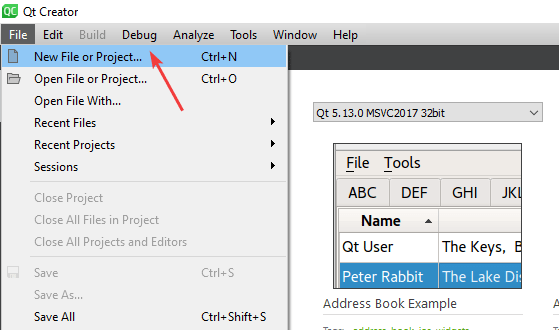 QC Qt Creator
File Edit Build Debug Analyze Tools Window Help
New File or Project... Ctrl+N
Open File or Project... Ctrl+O
Open File With...
Recent Files
Recent Projects
Sessions
Close Project
Close All Files in Project
Close All Projects and Editors
Save Ctrl+S
Save As...
Save All Ctrl+Shift+S
Qt 5.13.0 MSVC2017 32bit
File Tools
ABC DEF GHI JKL
Name
Qt User The Keys,
Peter Rabbit The Lake
Address Book Example